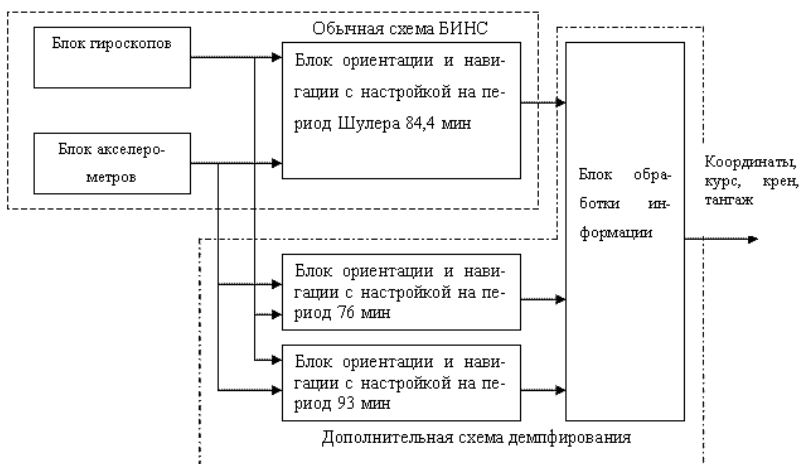 Обычная схема БИНС
Блок гироскопов
Блок ориентации и нави-
гации с настройкой на пе-
риод Шулера 84,4 мин
Блок акселеро-
метров
Блок обра-
ботки ин-
формации
Координаты,
курс, крен,
тангаж
Блок ориентации и нави-
гации с настройкой на пе-
риод 76 мин
Блок ориентации и нави-
гации с настройкой на пе-
риод 93 мин
Дополнительная схема демпфирования